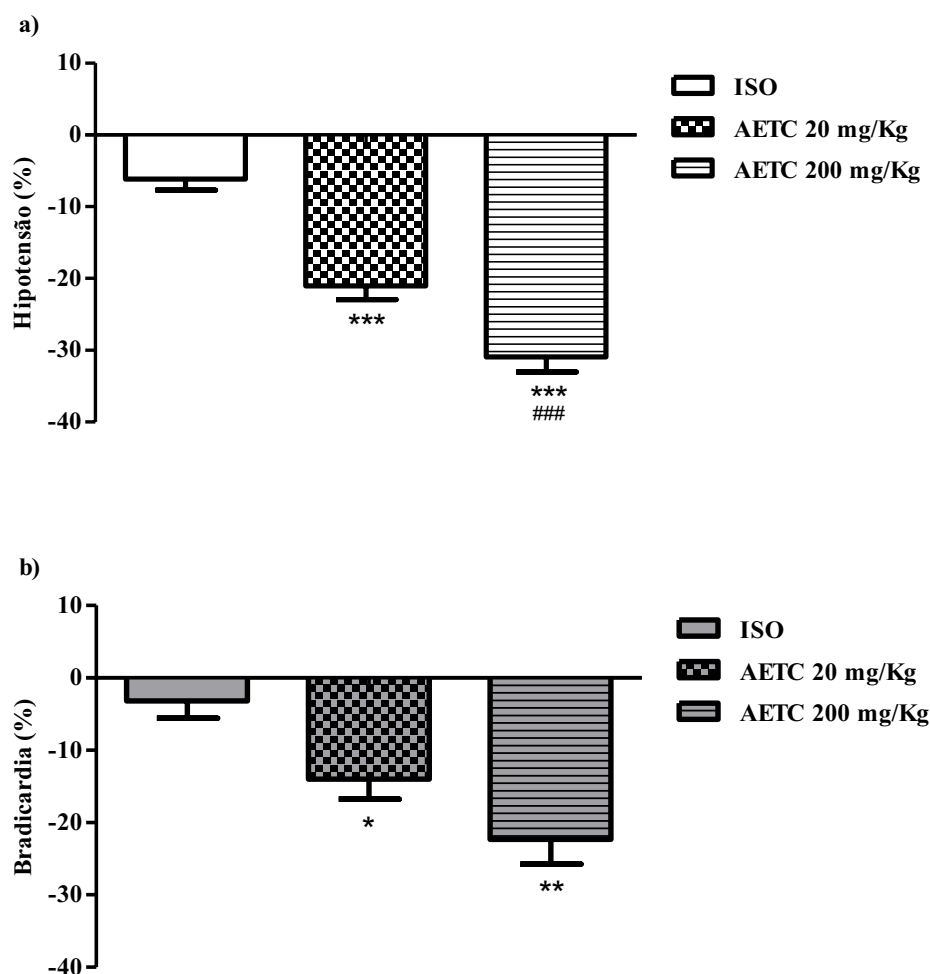 a)
10
0
-10
-20
-30
-40
Hipotensão (%)
***
***
###
ISO
AETC 20 mg/Kg
AETC 200 mg/Kg
b)
10
0
-10
-20
-30
-40
Bradicardia (%)
*
**
ISO
AETC 20 mg/Kg
AETC 200 mg/Kg